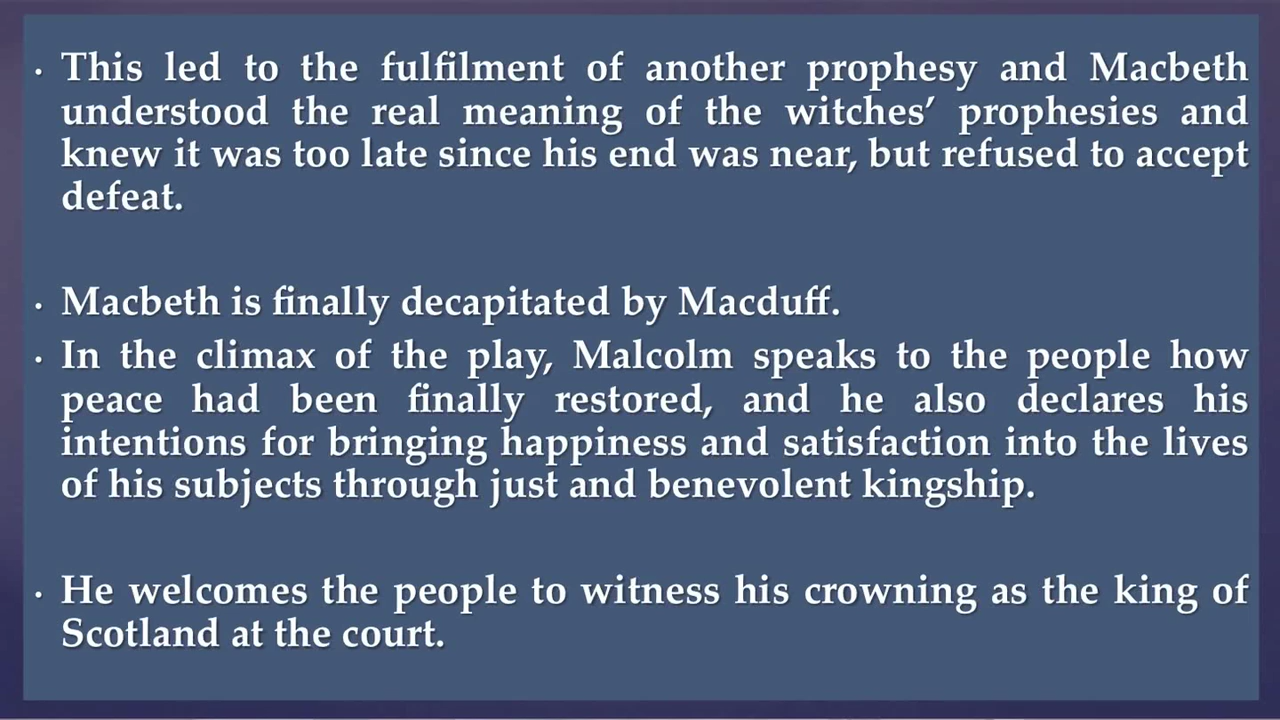 • This led to the fulfilment of another prophesy and Macbeth
understood the real meaning of the witches’ prophesies and
knew it was too late since his end was near, but refused to accept
defeat.
• Macbeth is finally decapitated by Macduff.
• In the climax of the play, Malcolm speaks to the people how
peace had been finally restored, and he also declares his
intentions for bringing happiness and satisfaction into the lives
of his subjects through just and benevolent kingship.
• He welcomes the people to witness his crowning as the king of
Scotland at the court.